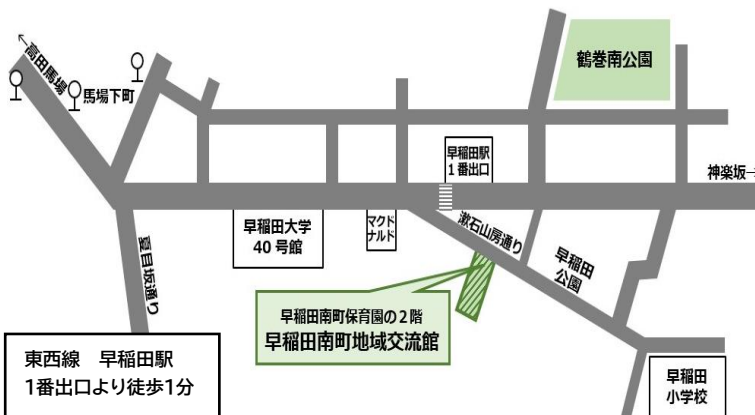 ←高田馬場
馬場下町
鶴巻南公園
早稲田駅
1番出口
神楽坂→
早稲田大学
40号館
マクド
ナルド
漱石山房通り
早稲田
公園
夏目坂通り
早稲田南町保育園の2階
早稲田南町地域交流館
東西線 早稲田駅
1番出口より徒歩1分
早稲田
小学校